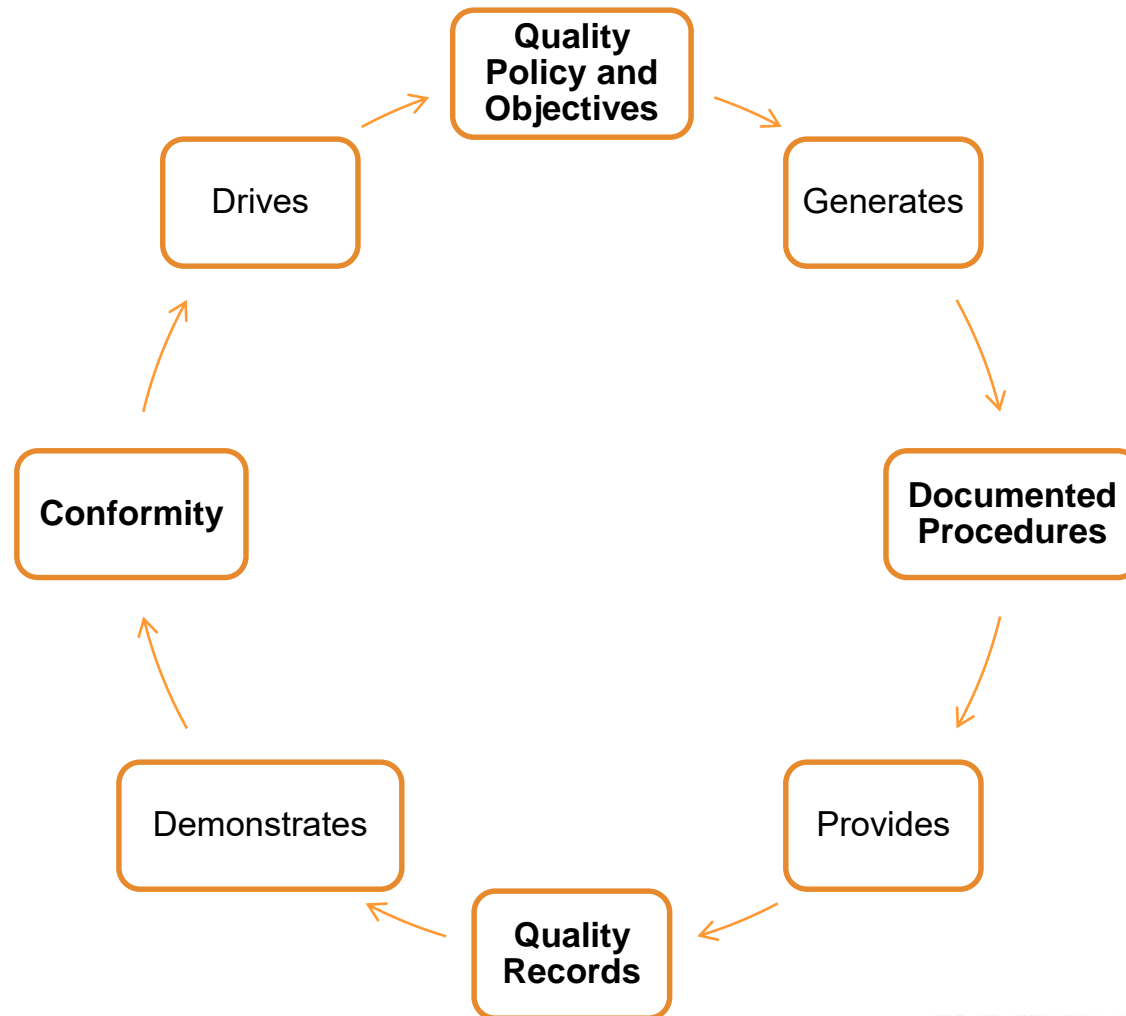 Quality
Policy and
Objectives
Generates
Documented
Procedures
Provides
Quality
Records
Demonstrates
Conformity
Drives